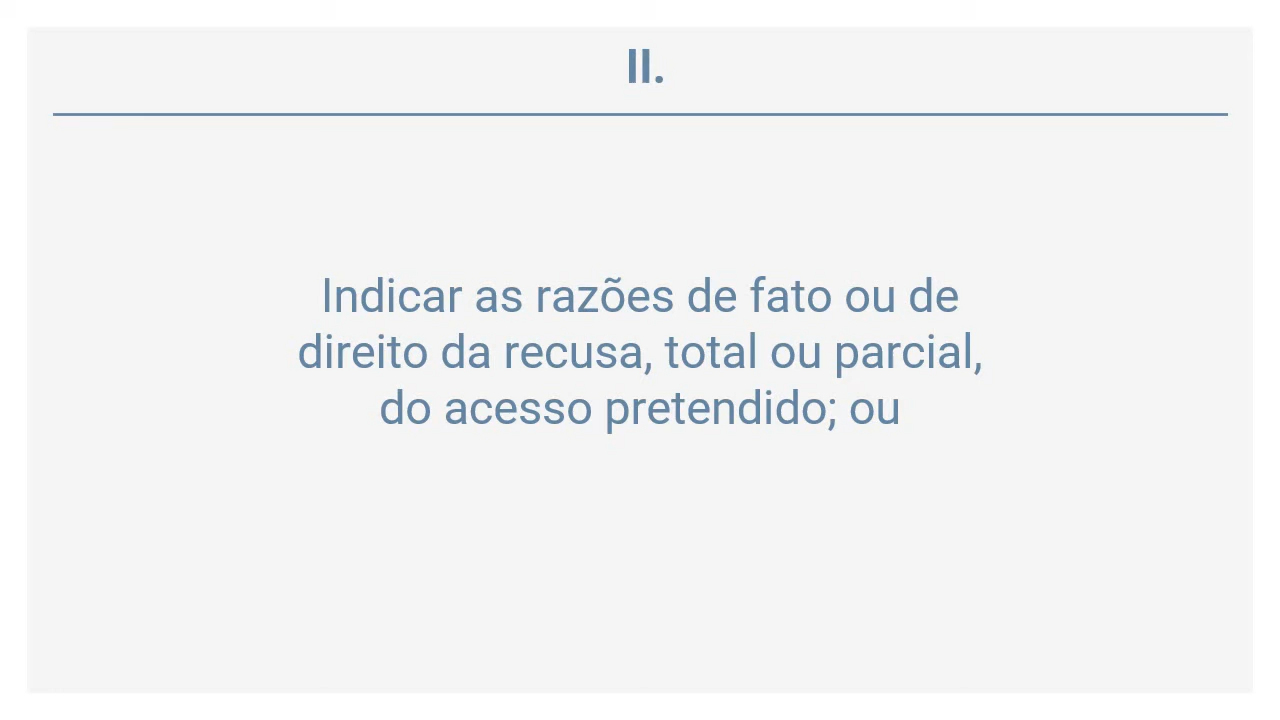 II.
Indicar as razões de fato ou de
direito da recusa, total ou parcial,
do acesso pretendido; ou